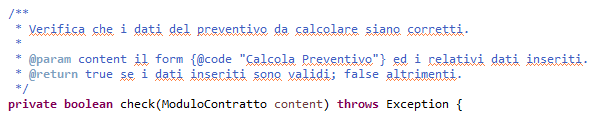 /**
* Verifica che i dati del preventivo da calcolare siano corretti.
*
* @param content il form {@code "Calcola Preventivo"} ed i relativi dati inseriti.
* @return true se i dati inseriti sono validi; false altrimenti.
*/
private boolean check(ModuloContratto content) throws Exception {